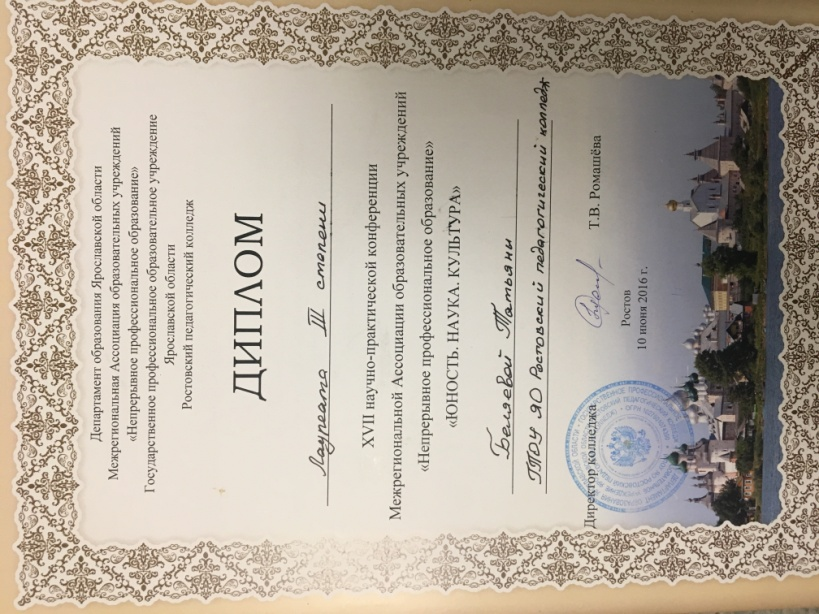 Департамент образования Ярославской области
Межрегиональная Ассоциация образовательных учреждений
«Непрерывное профессиональное образование»
Государственное профессиональное образовательное учреждение
Ярославской области
Ростовский педагогический колледж
ДИПЛОМ
Лауреата III степени
XVII научно-практической конференции
Межрегиональной Ассоциации образовательных учреждений
«Непрерывное профессиональное образование»
«ЮНОСТЬ. НАУКА. КУЛЬТУРА»
Беляевой Татьяны
ГПОУ ЯО Ростовский педагогический колледж
Директор колледжа Т.В. Ромашёва
Ростов
10 июня 2016 г.